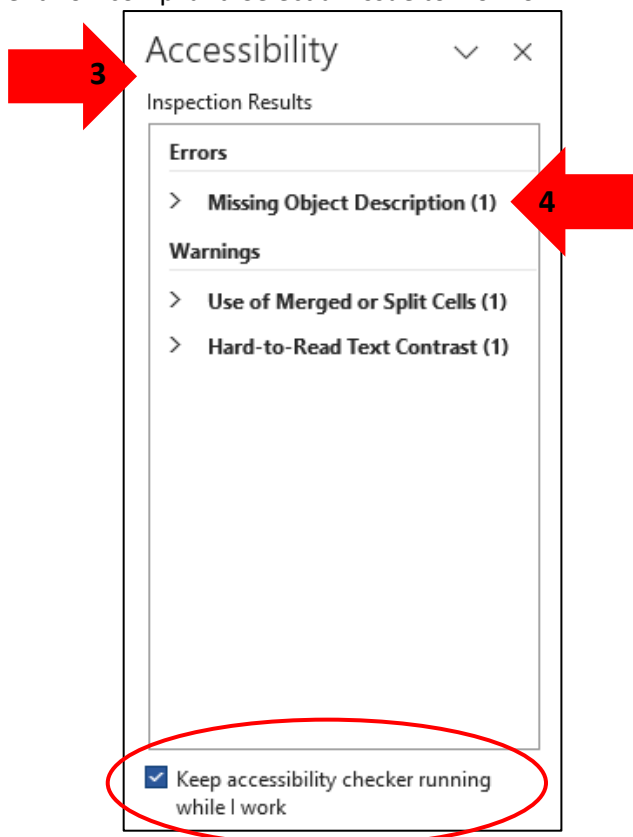 Accessibility
3
Inspection Results
Errors
Missing Object Description (1)
4
Warnings
Use of Merged or Split Cells (1)
Hard-to-Read Text Contrast (1)
Keep accessibility checker running
while I work